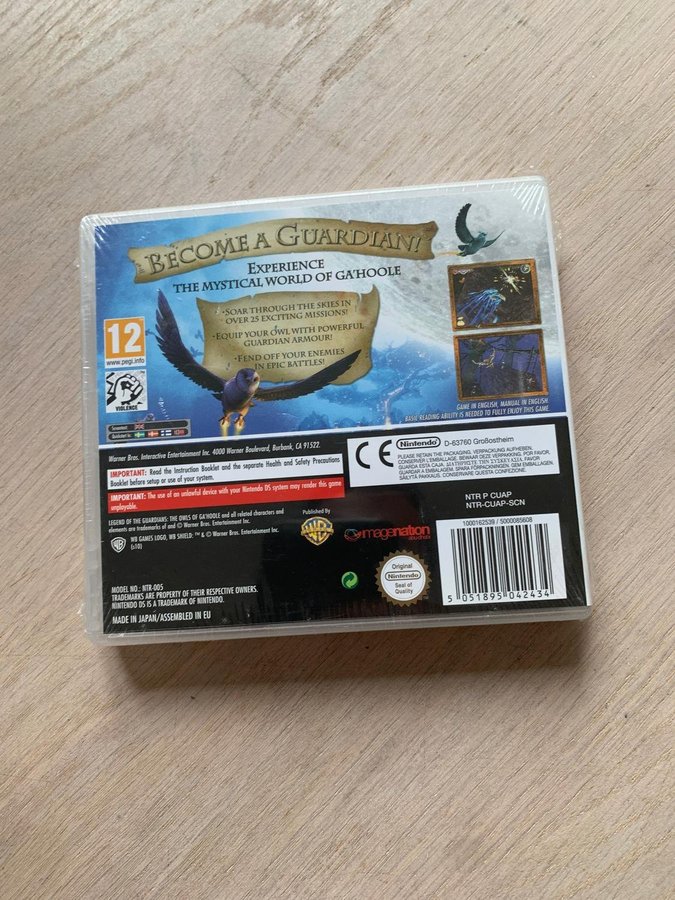 BECOME A GUARDIAN!
EXPERIENCE
THE MYSTICAL WORLD OF GA'HOOLE
• SOAR THROUGH THE SKIES IN
OVER 25 EXCITING MISSIONS!
• EQUIP YOUR OWL WITH POWERFUL
GUARDIAN ARMOUR!
• FEND OFF YOUR ENEMIES
IN EPIC BATTLES!
12
www.pegi.info
VIOLENCE
GAME IN ENGLISH, MANUAL IN ENGLISH.
BASIC READING ABILITY IS NEEDED TO FULLY ENJOY THIS GAME.
Warner Bros. Interactive Entertainment Inc. 4000 Warner Boulevard, Burbank, CA 91522.
IMPORTANT: Read the Instruction Booklet and the separate Health and Safety Precautions
Booklet before setup or use of your system.
IMPORTANT: The use of an unlawful device with your Nintendo DS system may render this game
unplayable.
LEGEND OF THE GUARDIANS: THE OWLS OF GA'HOOLE and all related characters and
elements are trademarks of and © Warner Bros. Entertainment Inc.
WB GAMES LOGO, WB SHIELD: ™ & © Warner Bros. Entertainment Inc.
(s10)
CE
Nintendo
D-63760 Großostheim
PLEASE RETAIN THE PACKAGING. VERPACKUNG AUFHEBEN.
CONSERVER L'EMBALLAGE. BEWAAR DEZE VERPAKKING. POR FAVOR,
GUARDA ESTA CAJA.
GUARDAR A EMBALAGEM. SPARA FÖRPACKNINGEN. GEM EMBALLAGEN.
SÄILYTÄ PAKKAUS. CONSERVARE QUESTA CONFEZIONE.
NTR P CUAP
NTR-CUAP-SCN
Published By
WB
imagenation
abu dhabi
Original
Nintendo
Seal of
Quality
1000162539 / 5000085608
5 051895 042434
MODEL NO.: NTR-005
TRADEMARKS ARE PROPERTY OF THEIR RESPECTIVE OWNERS.
NINTENDO DS IS A TRADEMARK OF NINTENDO.
MADE IN JAPAN/ASSEMBLED IN EU